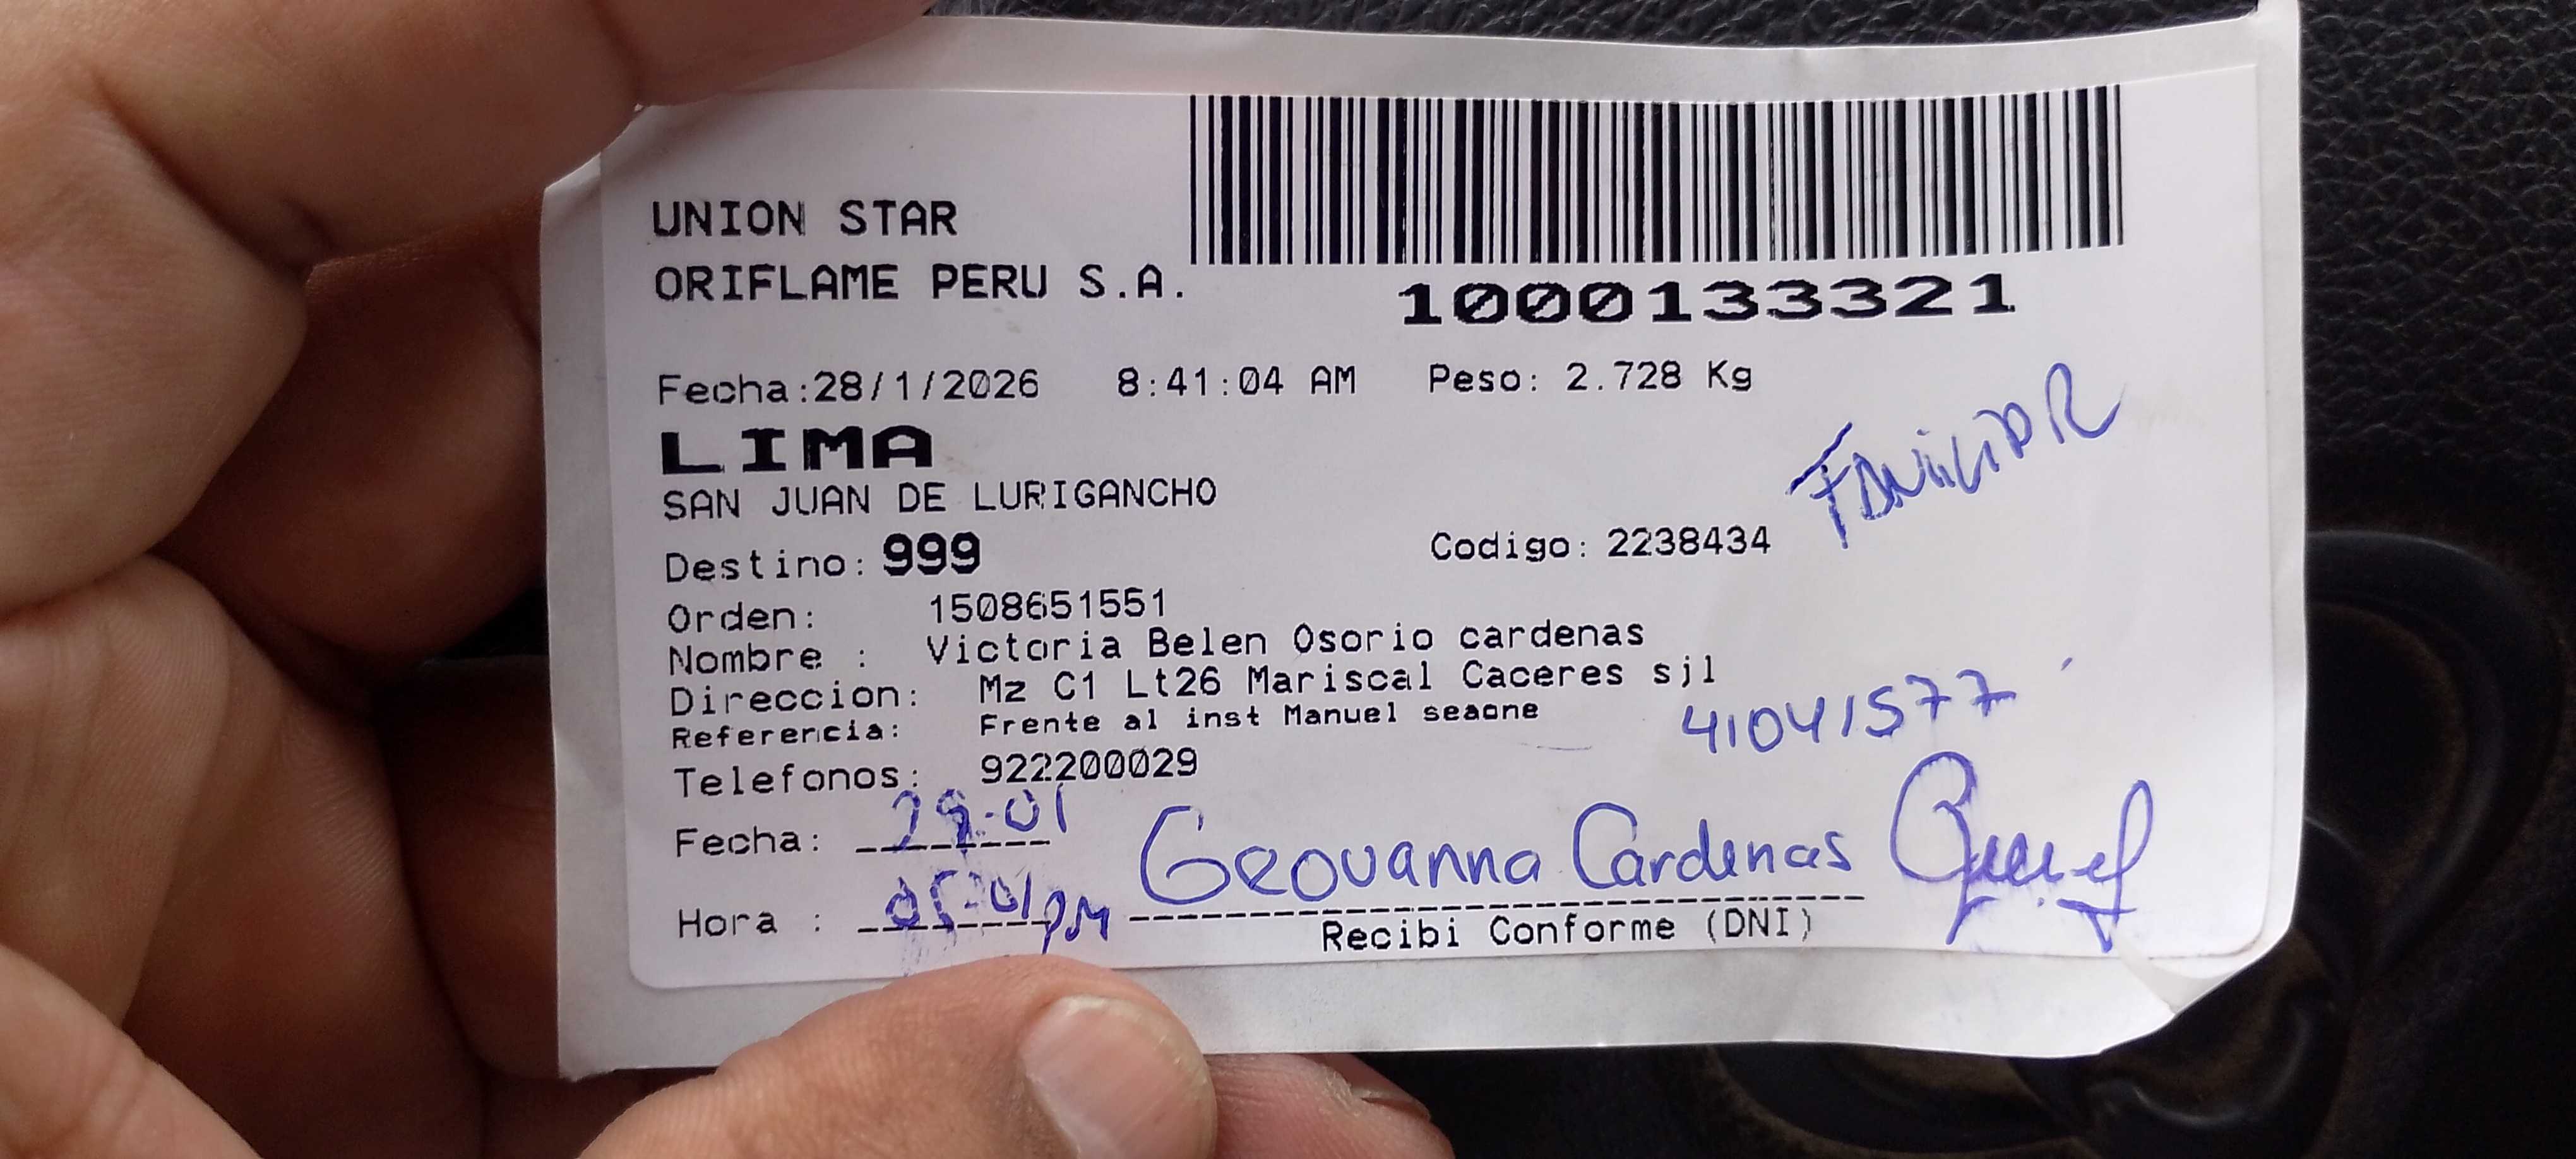 UNION STAR
ORIFLAME PERU S.A.
1000133321
Fecha:28/1/2026 8:41:04 AM Peso: 2.728 Kg
LIMA
SAN JUAN DE LURIGANCHO
FAMILIAR
Destino: 999 Codigo: 2238434
Orden: 1508651551
Nombre : Victoria Belen Osorio cardenas
Direccion: Mz C1 Lt26 Mariscal Caceres sjl
Referencia: Frente al inst Manuel seaone
41041577
Telefonos: 922200029
Fecha: 29-01
Hora : 05:01 PM Geovanna Cardenas
Recibi Conforme (DNI)